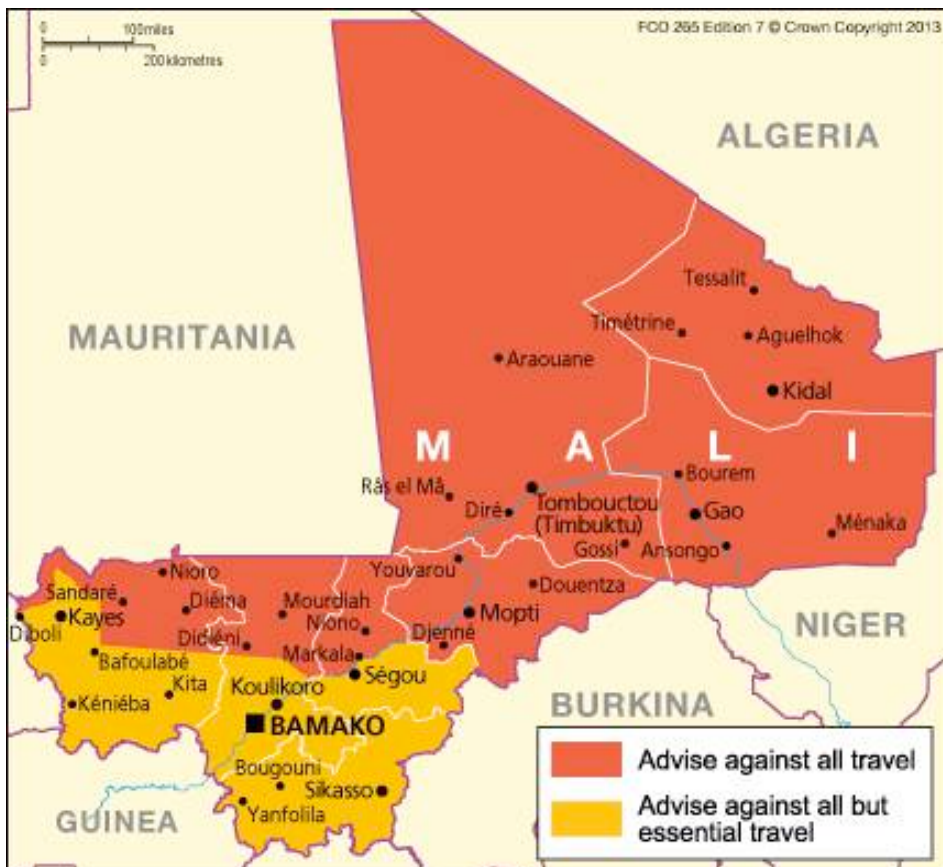 0 100miles
0 200 kilometres
FCO 265 Edition 7 © Crown Copyright 2013
ALGERIA
MAURITANIA
Tessalit
Timétrine
Aguelhok
Araouane
Kidal
M A L I
Râs el Mâ
Bourem
Tombouctou
(Timbuktu)
Diré
Gao
Ménaka
Gossi
Ansongo
Nioro
Youvarou
Douentza
Sandaré
Kayes
Diéma
Mourdiah
Niono
Mopti
NIGER
Diboli
Didiéni
Djenné
Bafoulabé
Markala
Ségou
Kita
Koulikoro
Kéniéba
BAMAKO
BURKINA
Bougouni
Sikasso
Yanfolila
GUINEA
Advise against all travel
Advise against all but
essential travel